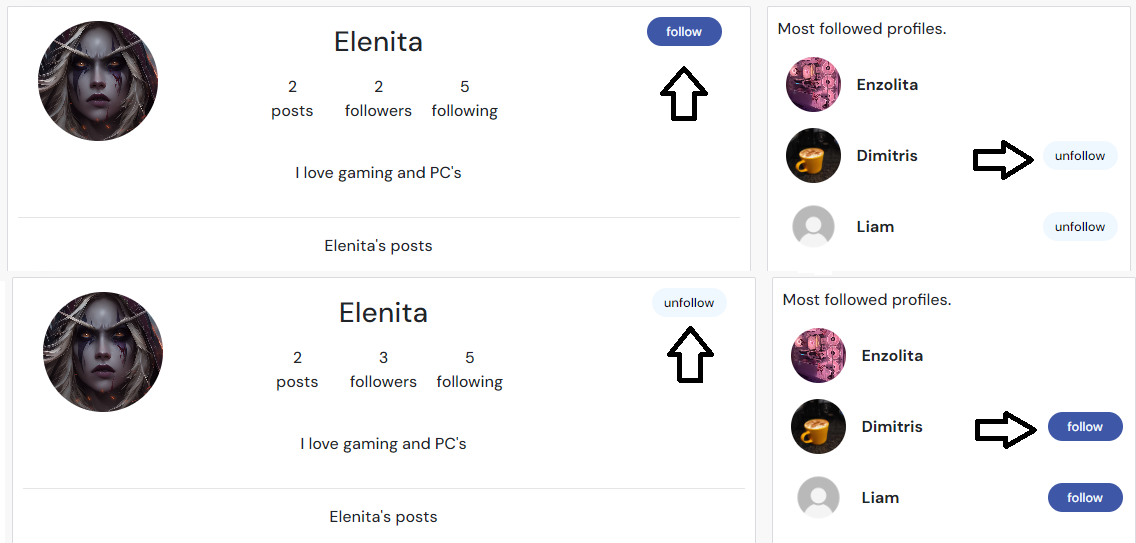 Elenita
follow
2 2 5
posts followers following
I love gaming and PC's
Elenita's posts
Most followed profiles.
Enzolita
Dimitris unfollow
Liam unfollow
Elenita
unfollow
2 3 5
posts followers following
I love gaming and PC's
Elenita's posts
Most followed profiles.
Enzolita
Dimitris follow
Liam follow